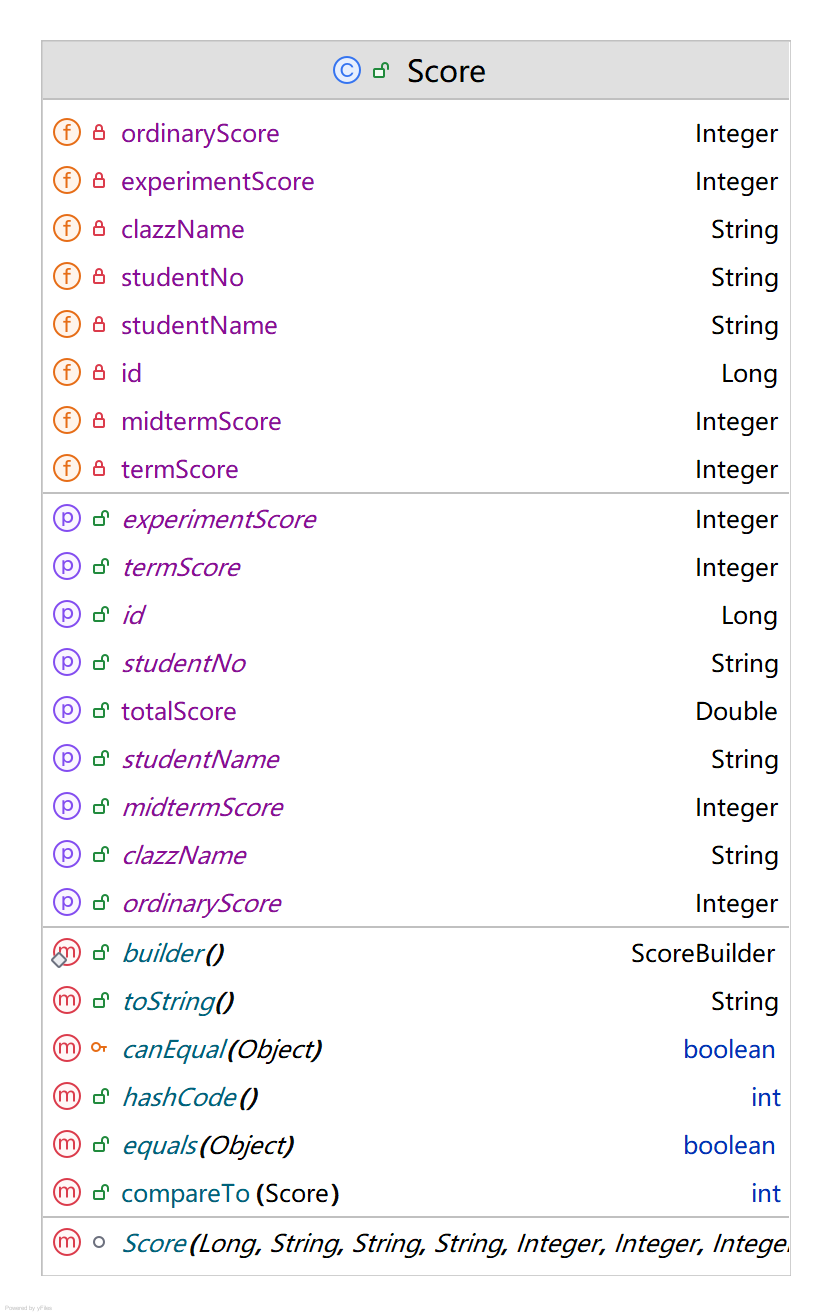 C Score
f ordinaryScore Integer
f experimentScore Integer
f clazzName String
f studentNo String
f studentName String
f id Long
f midtermScore Integer
f termScore Integer
p experimentScore Integer
p termScore Integer
p id Long
p studentNo String
p totalScore Double
p studentName String
p midtermScore Integer
p clazzName String
p ordinaryScore Integer
m builder() ScoreBuilder
m toString() String
m canEqual(Object) boolean
m hashCode() int
m equals(Object) boolean
m compareTo(Score) int
m Score(Long, String, String, String, Integer, Integer, Intege
Powered by yFiles